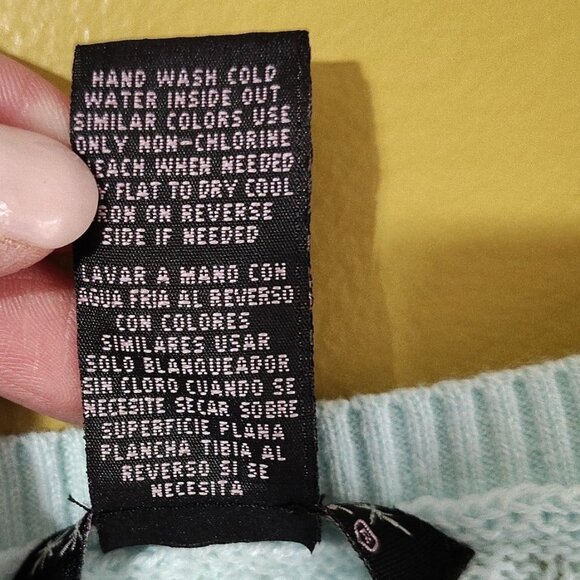 HAND WASH COLD
WATER INSIDE OUT
SIMILAR COLORS USE
ONLY NON-CHLORINE
EACH WHEN NEEDED
FLAT TO DRY COOL
RON ON REVERSE
SIDE IF NEEDED
LAVAR A MANO CON
AGUA FRIA AL REVERSO
CON COLORES
SIMILARES USAR
SOLO BLANQUEADOR
SIN CLORO CUANDO SE
NECESITE SECAR SOBRE
SUPERFICIE PLANA
PLANCHA TIBIA AL
REVERSO SI SE
NECESITA